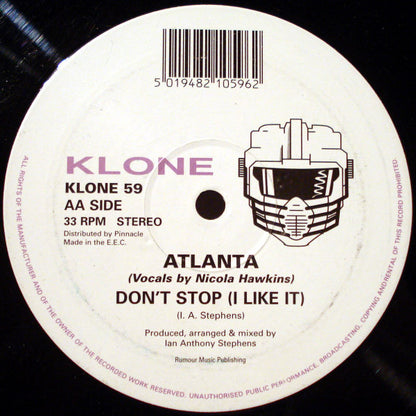 5 019482 105962
KLONE
KLONE 59
AA SIDE
33 RPM STEREO
Distributed by Pinnacle
Made in the E.E.C.
ATLANTA
(Vocals by Nicola Hawkins)
DON'T STOP (I LIKE IT)
(I. A. Stephens)
Produced, arranged & mixed by
Ian Anthony Stephens
Rumour Music Publishing
ALL RIGHTS OF THE MANUFACTURER AND OF THE OWNER OF THE RECORDED WORK RESERVED. UNAUTHORISED PUBLIC PERFORMANCE, BROADCASTING, COPYING AND RENTAL OF THIS RECORD PROHIBITED.